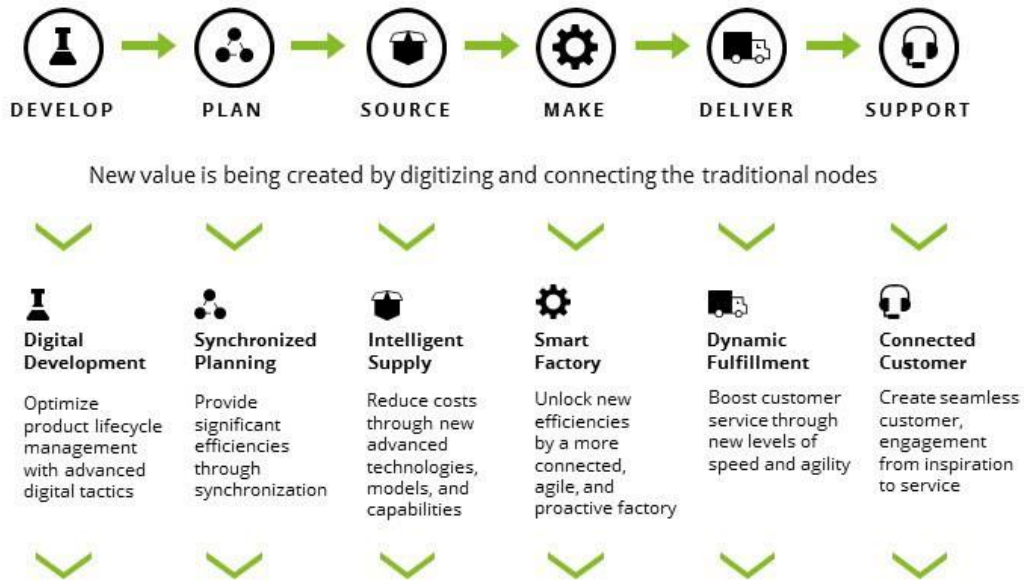 DEVELOP
PLAN
SOURCE
MAKE
DELIVER
SUPPORT
New value is being created by digitizing and connecting the traditional nodes
Digital
Development
Optimize
product lifecycle
management
with advanced
digital tactics
Synchronized
Planning
Provide
significant
efficiencies
through
synchronization
Intelligent
Supply
Reduce costs
through new
advanced
technologies,
models, and
capabilities
Smart
Factory
Unlock new
efficiencies
by a more
connected,
agile, and
proactive factory
Dynamic
Fulfillment
Boost customer
service through
new levels of
speed and agility
Connected
Customer
Create seamless
customer,
engagement
from inspiration
to service